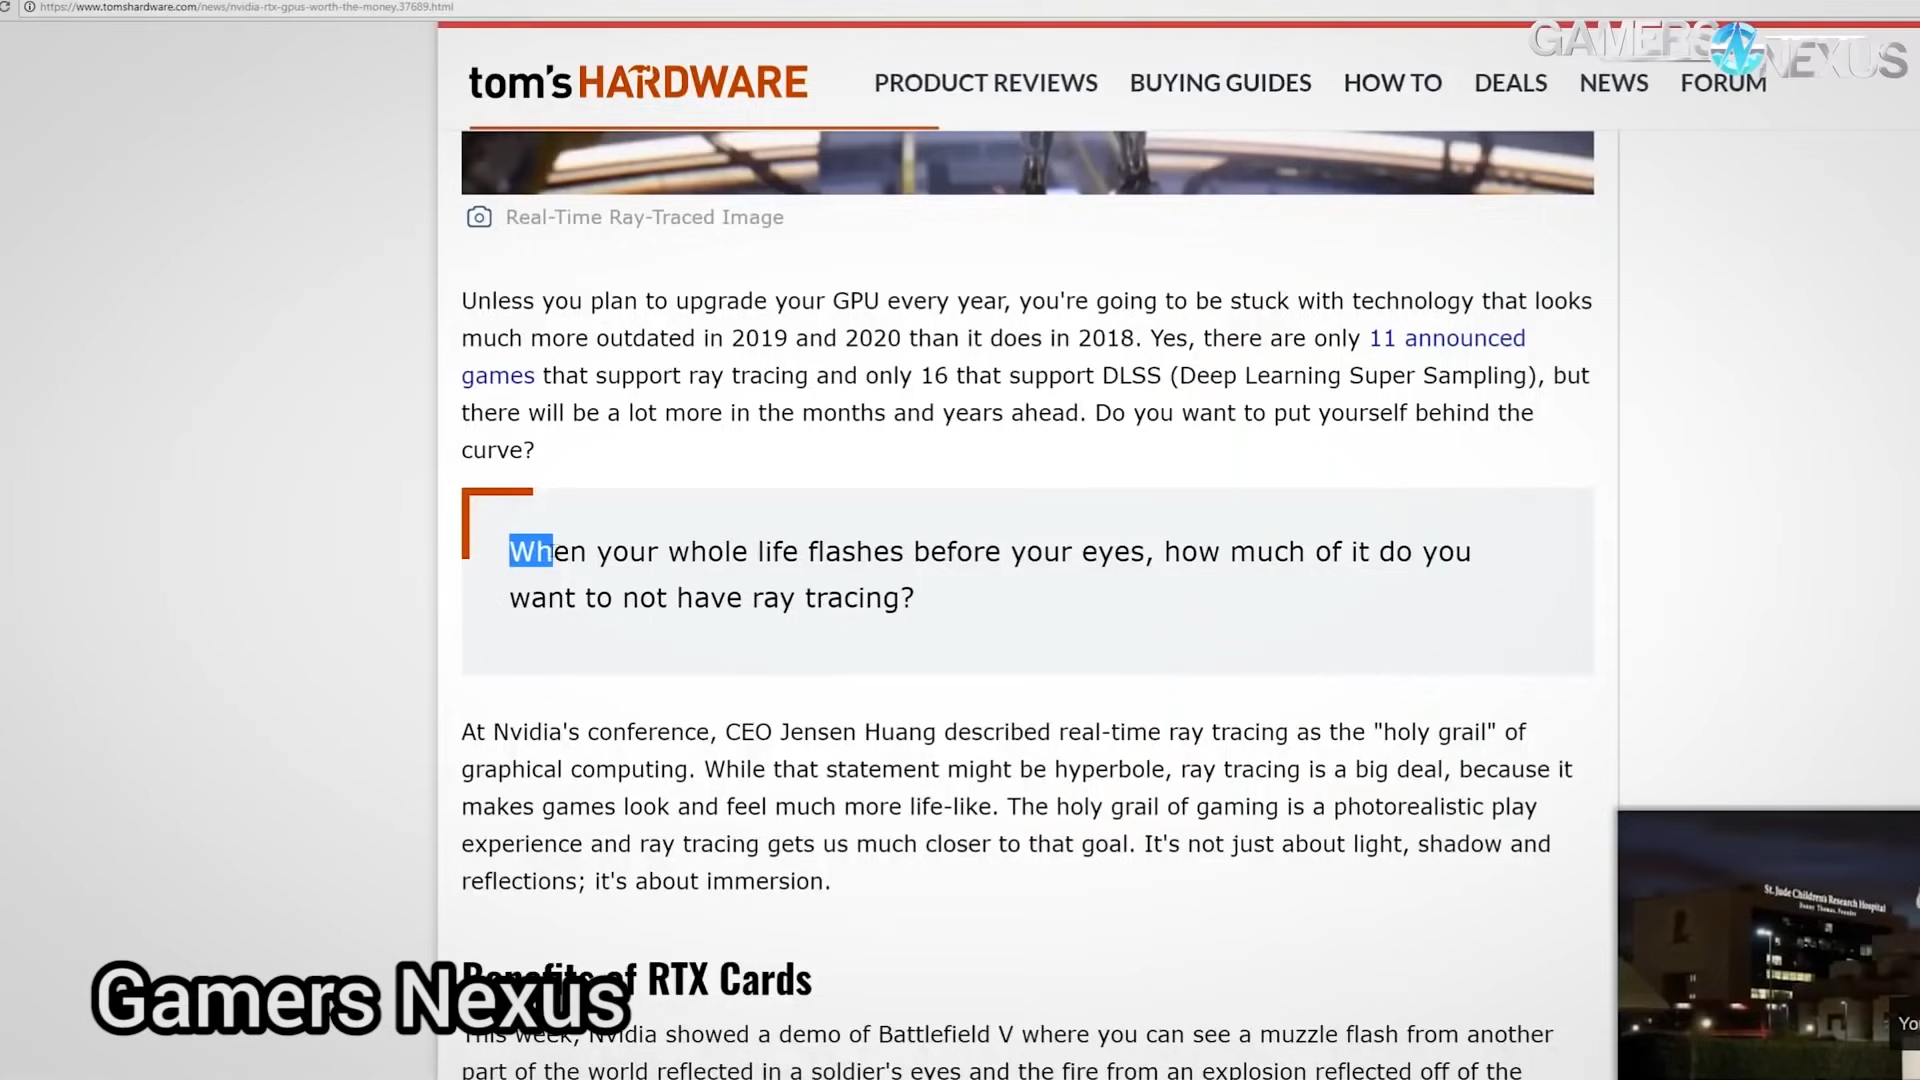 https://www.tomshardware.com/news/nvidia-rtx-gpus-worth-the-money,37689.html
GAMERS NEXUS
tom's HARDWARE
PRODUCT REVIEWS BUYING GUIDES HOW TO DEALS NEWS FORUM
Real-Time Ray-Traced Image
Unless you plan to upgrade your GPU every year, you're going to be stuck with technology that looks
much more outdated in 2019 and 2020 than it does in 2018. Yes, there are only 11 announced
games that support ray tracing and only 16 that support DLSS (Deep Learning Super Sampling), but
there will be a lot more in the months and years ahead. Do you want to put yourself behind the
curve?
When your whole life flashes before your eyes, how much of it do you
want to not have ray tracing?
At Nvidia's conference, CEO Jensen Huang described real-time ray tracing as the "holy grail" of
graphical computing. While that statement might be hyperbole, ray tracing is a big deal, because it
makes games look and feel much more life-like. The holy grail of gaming is a photorealistic play
experience and ray tracing gets us much closer to that goal. It's not just about light, shadow and
reflections; it's about immersion.
St. Jude Children's Research Hospital
Danny Thomas, Founder
Benefits of RTX Cards
Gamers Nexus
This week, Nvidia showed a demo of Battlefield V where you can see a muzzle flash from another
part of the world reflected in a soldier's eyes and the fire from an explosion reflected off of the